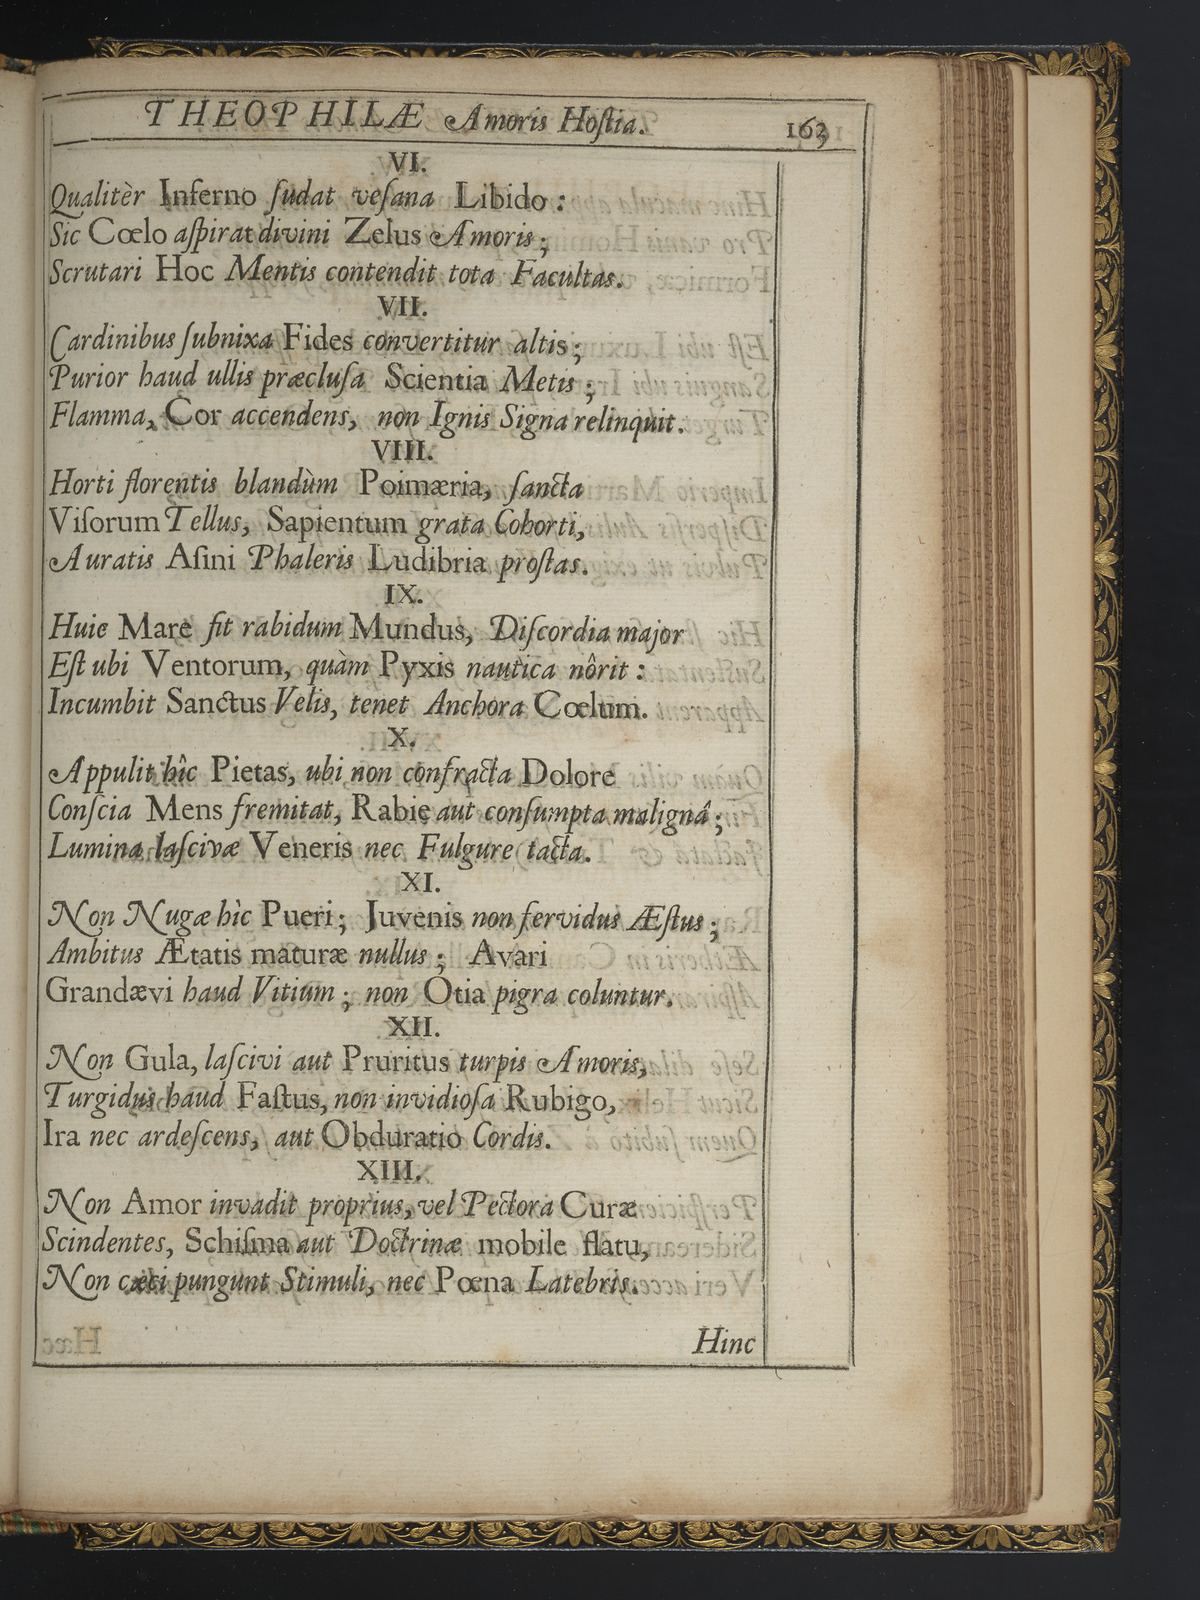 THEOPHILÆ Amoris Hoſtia. 163
VI.
Qualitèr Inferno ſudat veſana Libido :
Sic Cœlo aſpirat divini Zelus Amoris ;
Scrutari Hoc Mentis contendit tota Facultas.
VII.
Cardinibus ſubnixa Fides convertitur altis ;
Purior haud ullis præcluſa Scientia Metis ;
Flamma, Cor accendens, non Ignis Signa relinquit.
VIII.
Horti florentis blandùm Poimæria, ſancta
Viſorum Tellus, Sapientum grata Cohorti,
Auratis Aſini Phaleris Ludibria proſtas.
IX.
Huie Mare fit rabidum Mundus, Diſcordia major
Eſt ubi Ventorum, quàm Pyxis nautica nôrit :
Incumbit Sanctus Velis, tenet Anchora Cœlum.
X.
Appulit hîc Pietas, ubi non confracta Dolore
Conſcia Mens fremitat, Rabie aut conſumpta malignâ ;
Lumina laſcivæ Veneris nec Fulgure tacta.
XI.
Non Nugæ hìc Pueri ; Juvenis non fervidus Æſtus ;
Ambitus Ætatis maturæ nullus ; Avari
Grandævi haud Vitium ; non Otia pigra coluntur.
XII.
Non Gula, laſcivi aut Pruritus turpis Amoris,
Turgidus haud Faſtus, non invidioſa Rubigo,
Ira nec ardeſcens, aut Obduratio Cordis.
XIII.
Non Amor invadit proprius, vel Pectora Curæ
Scindentes, Schiſma aut Doctrinæ mobile flatu,
Non cæci pungunt Stimuli, nec Pœna Latebris.
Hinc